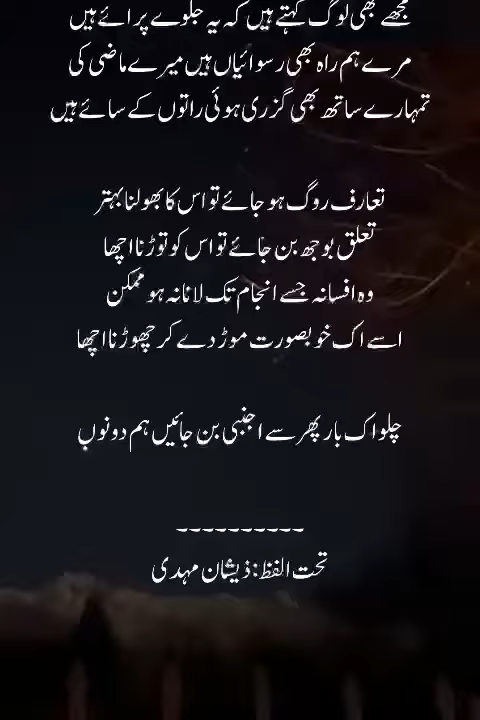 مجھے بھی لوگ کہتے ہیں کہ یہ جلوے پرائے ہیں
مرے ہم راہ بھی رسوائیاں ہیں میرے ماضی کی
تمہارے ساتھ بھی گزری ہوئی راتوں کے سائے ہیں
تعارف روگ ہو جائے تو اس کا بھولنا بہتر
تعلق بوجھ بن جائے تو اس کو توڑنا اچھا
وہ افسانہ جسے انجام تک لانا نہ ہو ممکن
اسے اک خوبصورت موڑ دے کر چھوڑنا اچھا
چلو اک بار پھر سے اجنبی بن جائیں ہم دونوں
----------
تحت الفظ: ذیشان مہدی